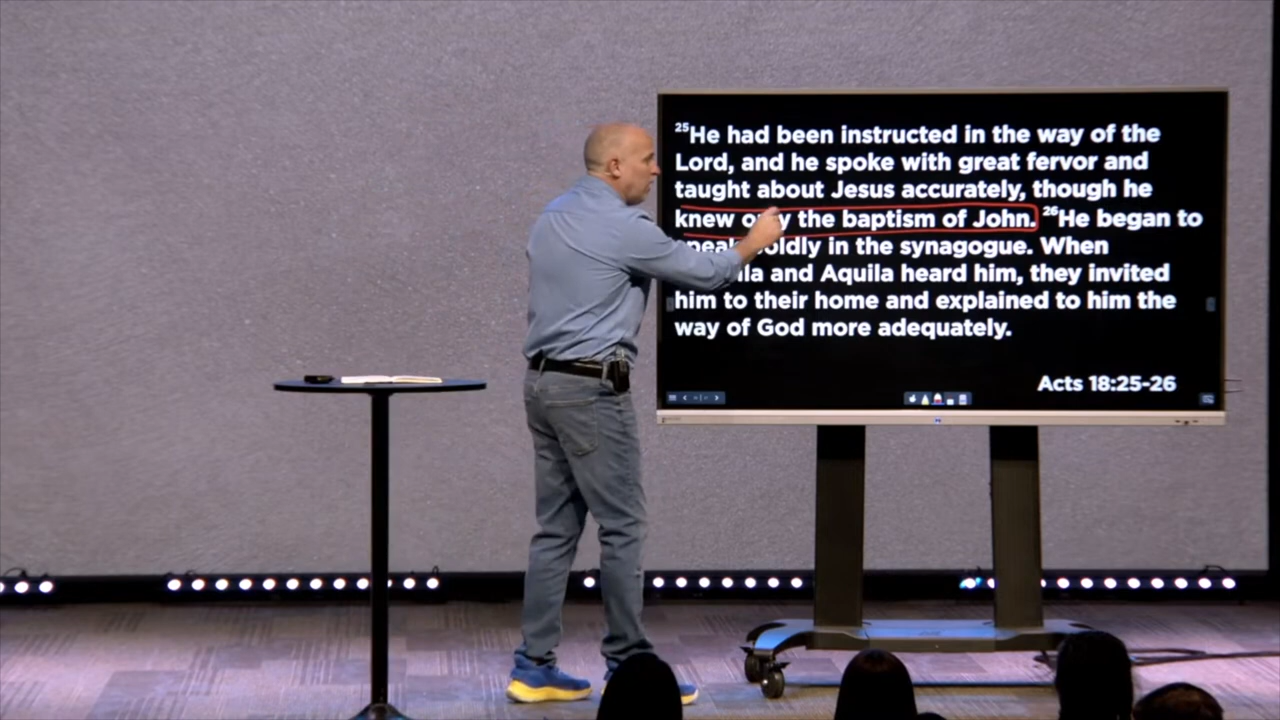 25He had been instructed in the way of the
Lord, and he spoke with great fervor and
taught about Jesus accurately, though he
knew the baptism of John. 26He began to
in the synagogue. When
and Aquila heard him, they invited
him to their home and explained to him the
way of God more adequately.
Acts 18:25-26